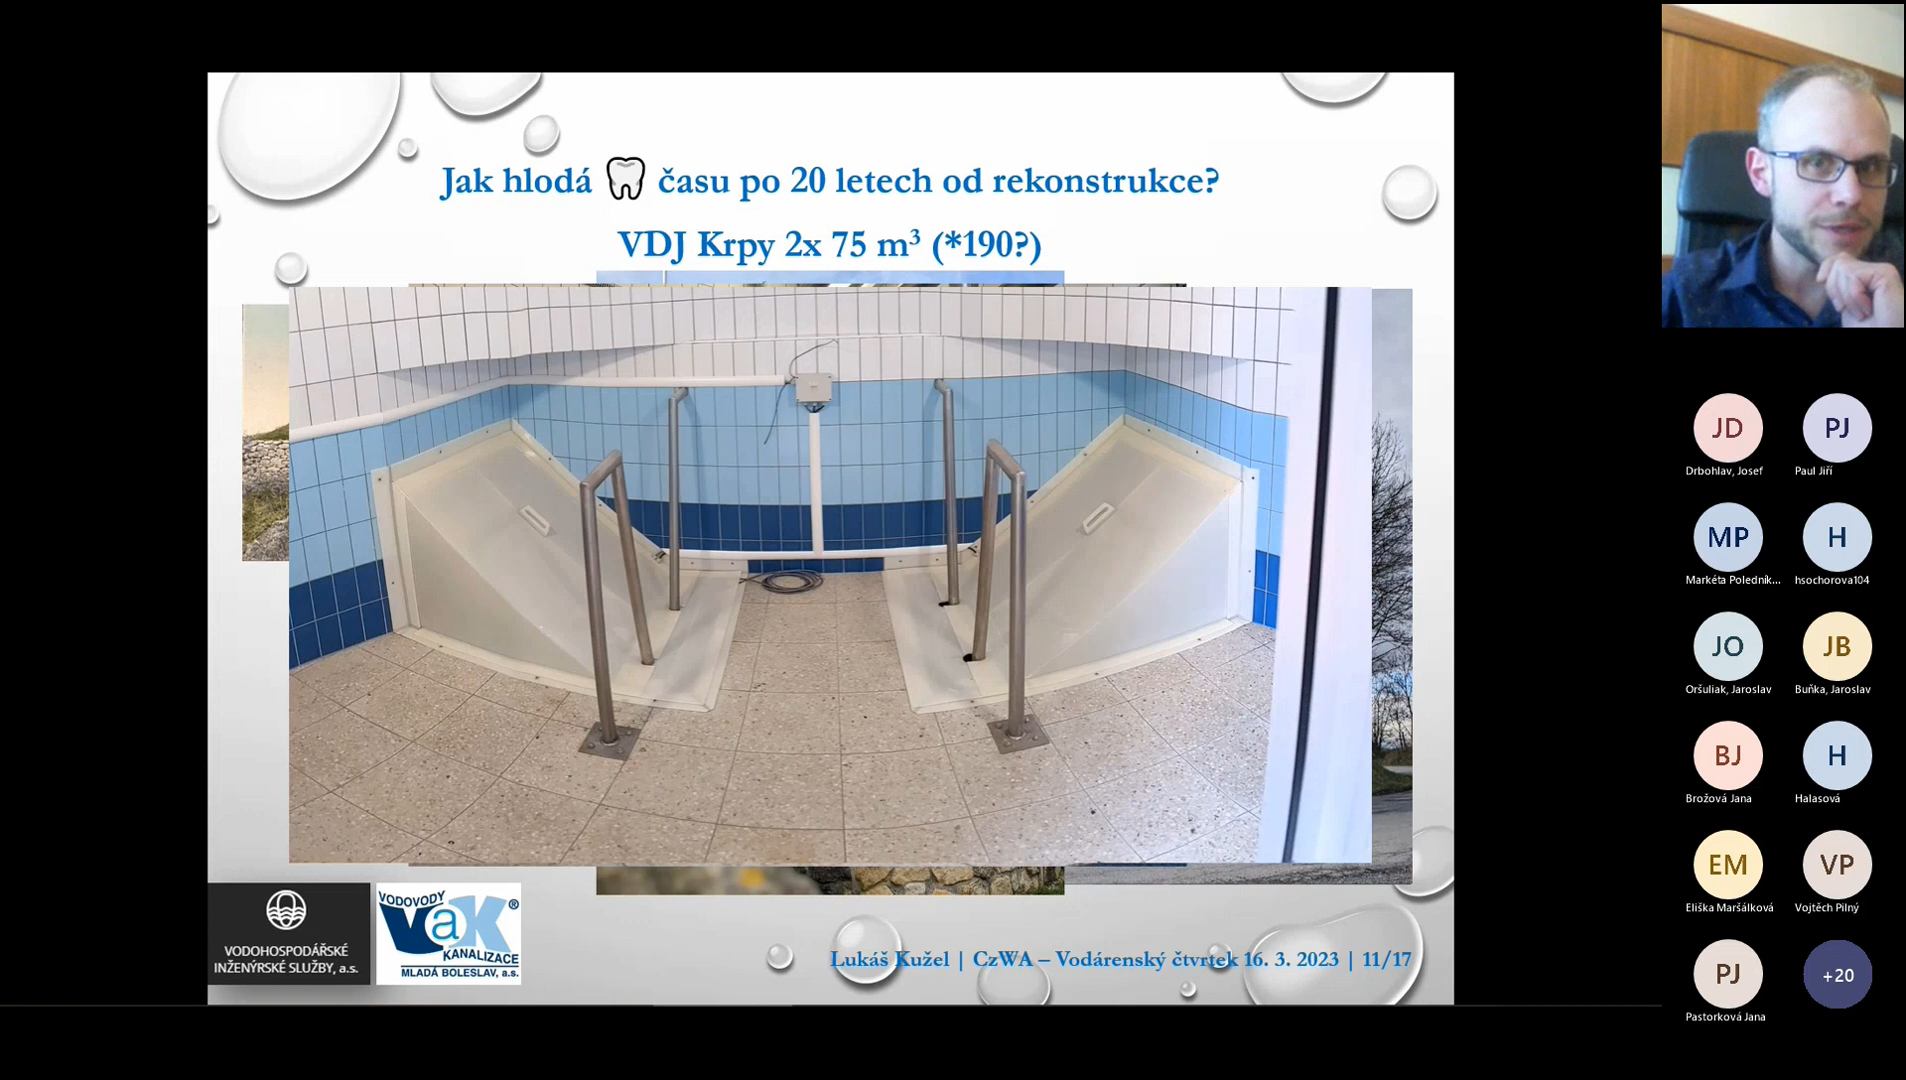 Jak hlodá času po 20 letech od rekonstrukce?
VDJ Krpy 2x 75 m³ (*190?)
VODOHOSPODÁŘSKÉ
INŽENÝRSKÉ SLUŽBY, a.s.
VODOVODY
VaK®
KANALIZACE
MLADÁ BOLESLAV, a.s.
Lukáš Kužel | CzWA – Vodárenský čtvrtek 16. 3. 2023 | 11/17
JD
Drbohlav, Josef
PJ
Paul Jiří
MP
Markéta Poledník...
H
hsochorova104
JO
Oršuliak, Jaroslav
JB
Buňka, Jaroslav
BJ
Brožová Jana
H
Halasová
EM
Eliška Maršálková
VP
Vojtěch Pilný
PJ
Pastorková Jana
+20